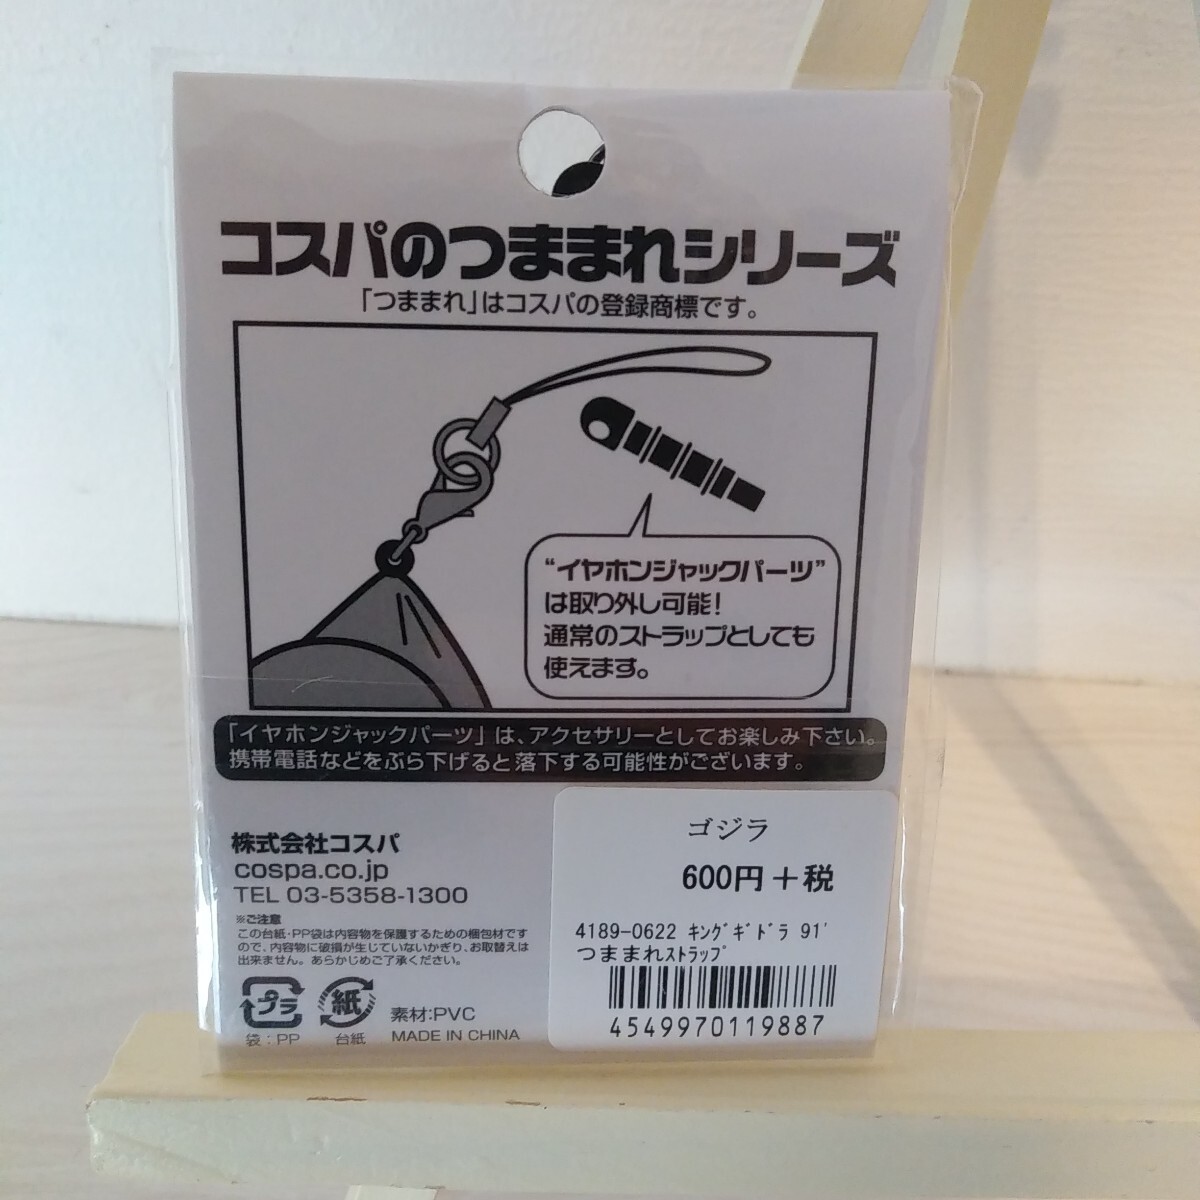 コスパのつままれシリーズ
「つままれ」はコスパの登録商標です。
“イヤホンジャックパーツ”
は取り外し可能!
通常のストラップとしても
使えます。
「イヤホンジャックパーツ」は、アクセサリーとしてお楽しみ下さい。
携帯電話などをぶら下げると落下する可能性がございます。
株式会社コスパ
cospa.co.jp
TEL 03-5358-1300
※ご注意
この台紙・PP袋は内容物を保護するための梱包材です
ので、内容物に破損が生じていないかぎり、お取替えは
出来ません。あらかじめご了承ください。
プラ
紙
袋:PP
台紙
素材:PVC
MADE IN CHINA
ゴジラ
600円+税
4189-0622 ｷﾝｸﾞｷﾞﾄﾞﾗ 91'
つままれｽﾄﾗｯﾌﾟ
4549970119887